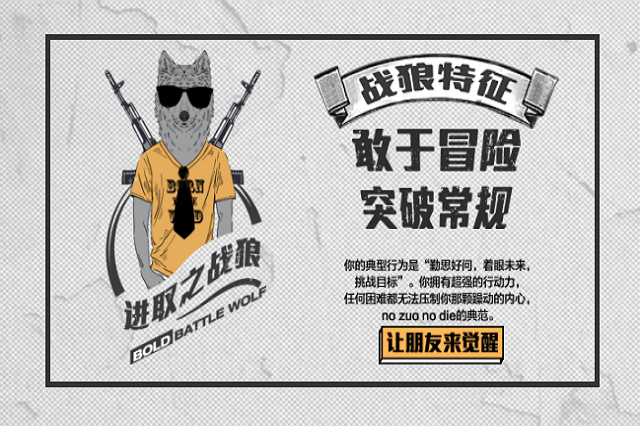 战狼特征
敢于冒险
突破常规
BORN
WILD
进取之战狼
BOLD BATTLE WOLF
你的典型行为是“勤思好问，着眼未来，
挑战目标”。你拥有超强的行动力，
任何困难都无法压制你那颗躁动的内心，
no zuo no die的典范。
让朋友来觉醒